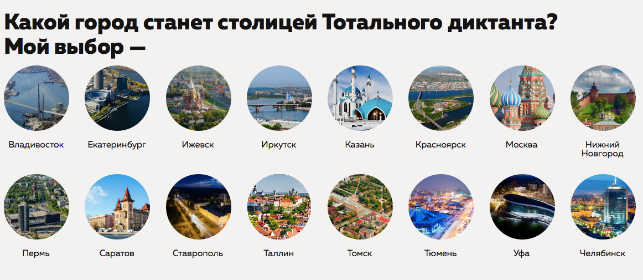 Какой город станет столицей Тотального диктанта?
Мой выбор —
Владивосток Екатеринбург Ижевск Иркутск Казань Красноярск Москва Нижний
Новгород
Пермь Саратов Ставрополь Таллин Томск Тюмень Уфа Челябинск